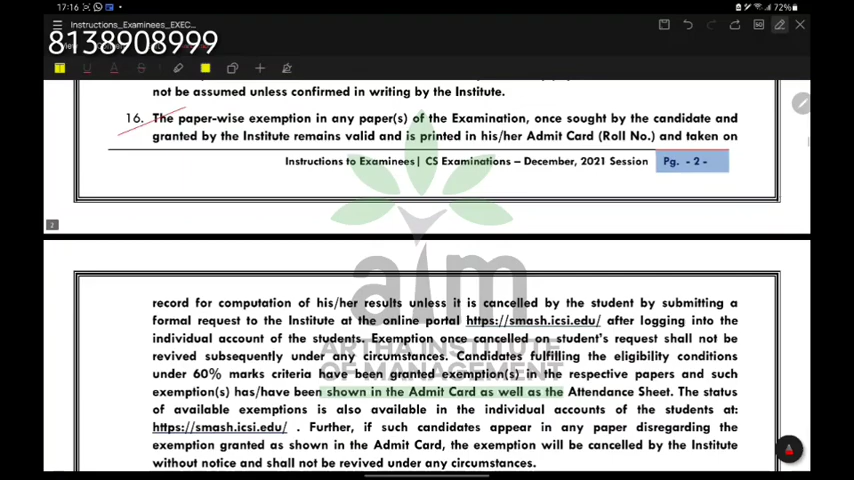 17:16
72%
Instructions_Examinees_EXEC...
8138908999
not be assumed unless confirmed in writing by the Institute.
16. The paper-wise exemption in any paper(s) of the Examination, once sought by the candidate and
granted by the Institute remains valid and is printed in his/her Admit Card (Roll No.) and taken on
Instructions to Examinees| CS Examinations – December, 2021 Session Pg. - 2 -
2
aim
ARTHA INSTITUTE
OF MANAGEMENT
record for computation of his/her results unless it is cancelled by the student by submitting a
formal request to the Institute at the online portal https://smash.icsi.edu/ after logging into the
individual account of the students. Exemption once cancelled on student's request shall not be
revived subsequently under any circumstances. Candidates fulfilling the eligibility conditions
under 60% marks criteria have been granted exemption(s) in the respective papers and such
exemption(s) has/have been shown in the Admit Card as well as the Attendance Sheet. The status
of available exemptions is also available in the individual accounts of the students at:
https://smash.icsi.edu/ . Further, if such candidates appear in any paper disregarding the
exemption granted as shown in the Admit Card, the exemption will be cancelled by the Institute
without notice and shall not be revived under any circumstances.